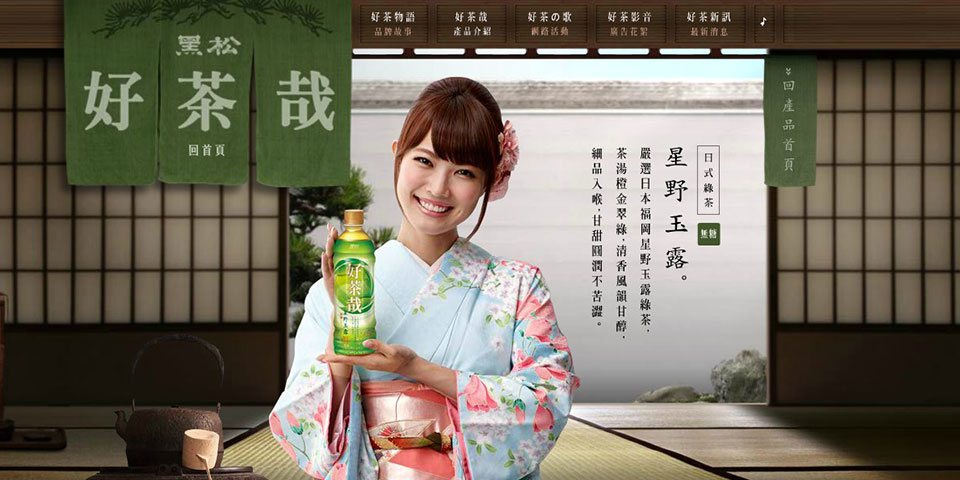 黑松
好茶哉
回首頁
好茶物語
品牌故事
好茶哉
產品介紹
好茶の歌
網路活動
好茶影音
廣告花絮
好茶新訊
最新消息
♪
回產品首頁
日式綠茶
無糖
星野玉露。
嚴選日本福岡星野玉露綠茶，
茶湯橙金翠綠，清香風韻甘醇，
細品入喉，甘甜圓潤不苦澀。
好茶哉